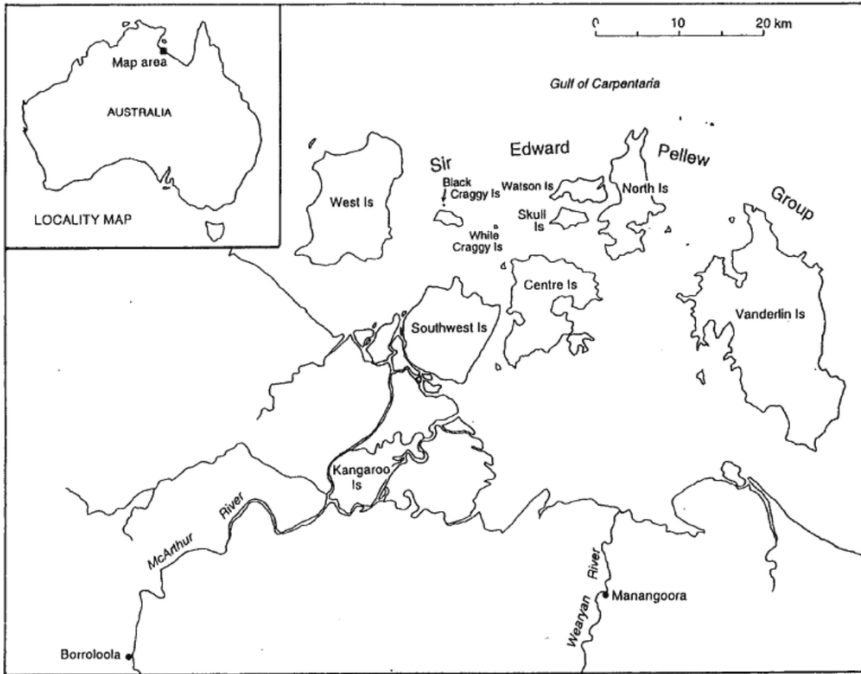 0 10 20 km
Map area
AUSTRALIA
LOCALITY MAP
Gulf of Carpentaria
Sir Edward Pellew Group
West Is
Black
Craggy Is
Watson Is
North Is
Skull
Is
While
Craggy Is
Centre Is
Southwest Is
Vanderlin Is
Kangaroo
Is
McArthur River
Wearyan River
Manangoora
Borroloola